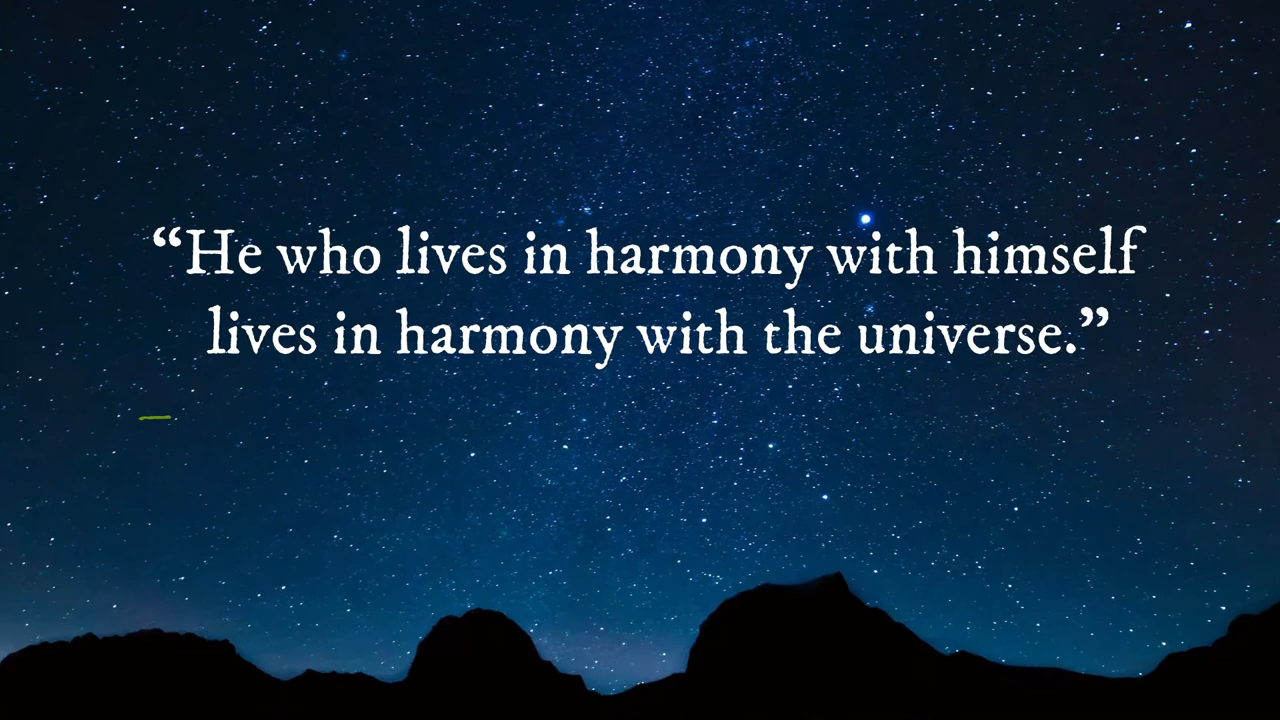 “He who lives in harmony with himself
lives in harmony with the universe.”